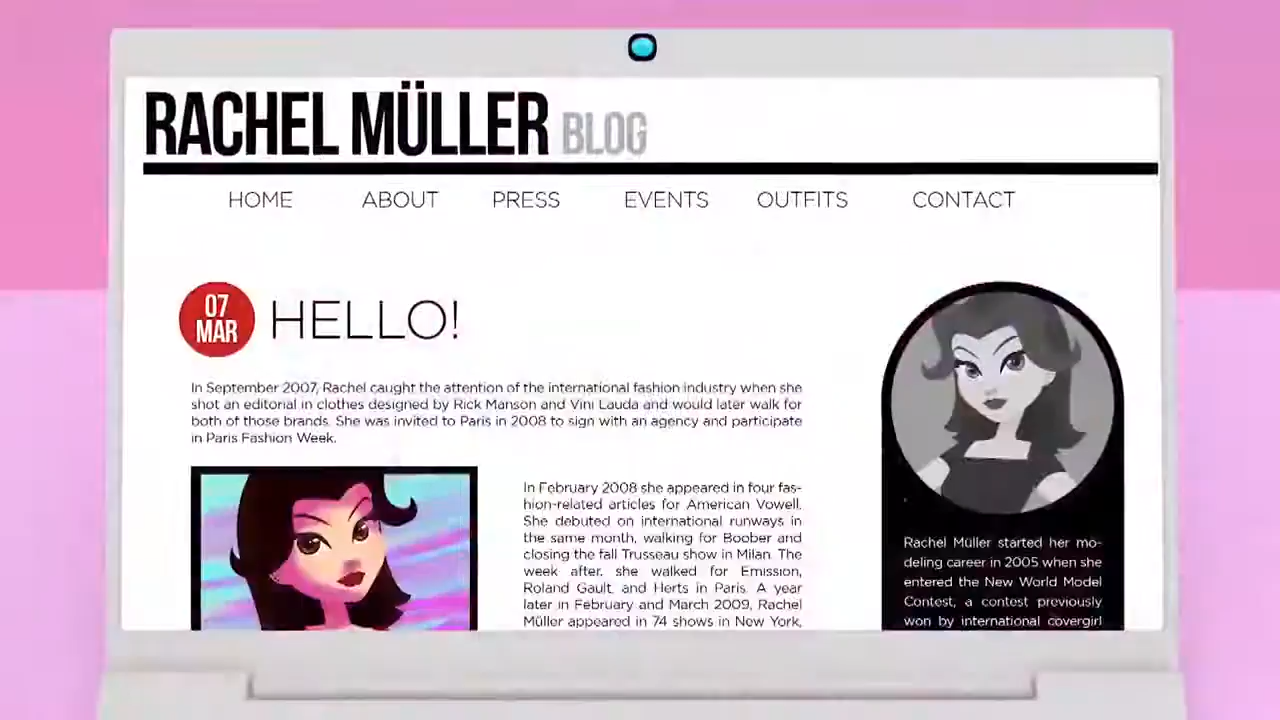 RACHEL MÜLLER BLOG
HOME ABOUT PRESS EVENTS OUTFITS CONTACT
07
MAR
HELLO!
In September 2007, Rachel caught the attention of the international fashion industry when she
shot an editorial in clothes designed by Rick Manson and Vini Lauda and would later walk for
both of those brands. She was invited to Paris in 2008 to sign with an agency and participate
in Paris Fashion Week.
In February 2008 she appeared in four fas-
hion-related articles for American Vowell.
She debuted on international runways in
the same month, walking for Boober and
closing the fall Trusseau show in Milan. The
week after, she walked for Emission,
Roland Gault, and Herts in Paris. A year
later in February and March 2009, Rachel
Müller appeared in 74 shows in New York,
Rachel Müller started her mo-
deling career in 2005 when she
entered the New World Model
Contest, a contest previously
won by international covergirl